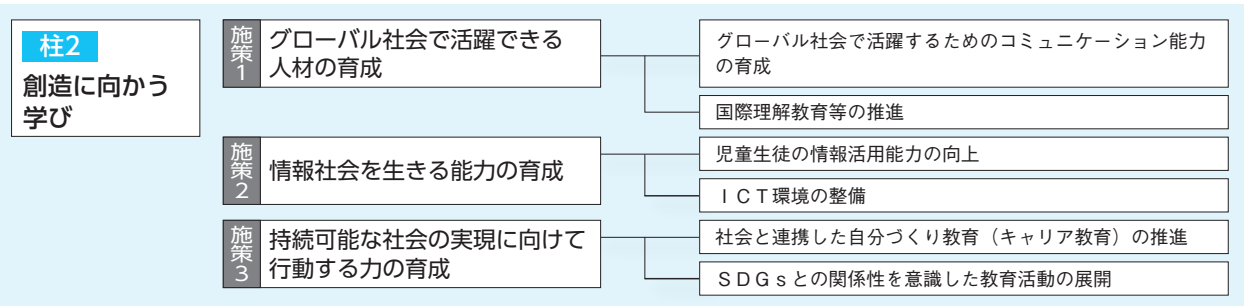 柱2
創造に向かう
学び
施策1
グローバル社会で活躍できる
人材の育成
グローバル社会で活躍するためのコミュニケーション能力
の育成
国際理解教育等の推進
施策2
情報社会を生きる能力の育成
児童生徒の情報活用能力の向上
ＩＣＴ環境の整備
施策3
持続可能な社会の実現に向けて
行動する力の育成
社会と連携した自分づくり教育（キャリア教育）の推進
ＳＤＧｓとの関係性を意識した教育活動の展開